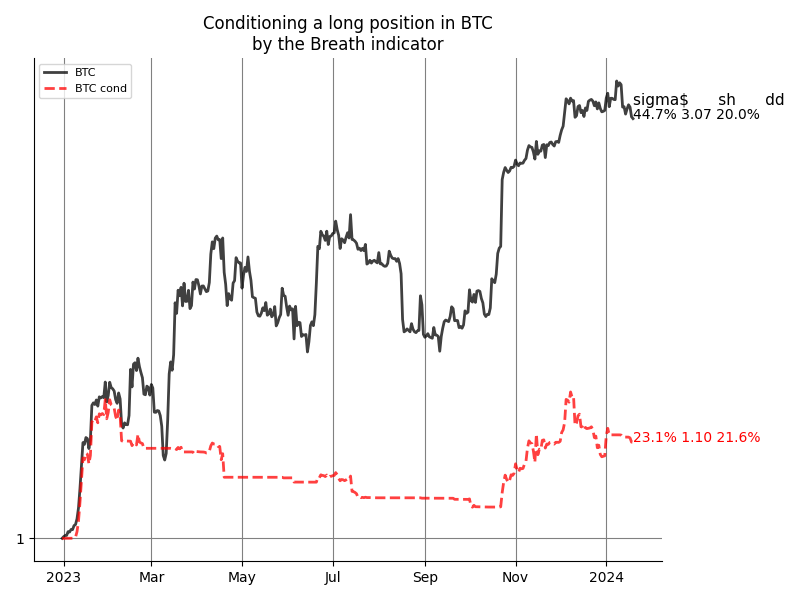 Conditioning a long position in BTC
by the Breath indicator
BTC
BTC cond
sigma$ sh dd
44.7% 3.07 20.0%
23.1% 1.10 21.6%
1
2023 Mar May Jul Sep Nov 2024